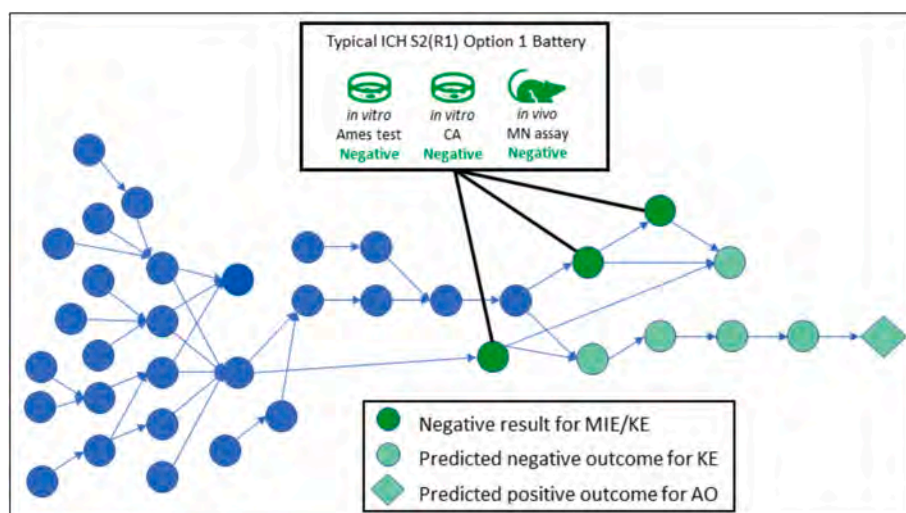 Typical ICH S2(R1) Option 1 Battery
in vitro in vitro in vivo
Ames test CA MN assay
Negative Negative Negative
Negative result for MIE/KE
Predicted negative outcome for KE
Predicted positive outcome for AO